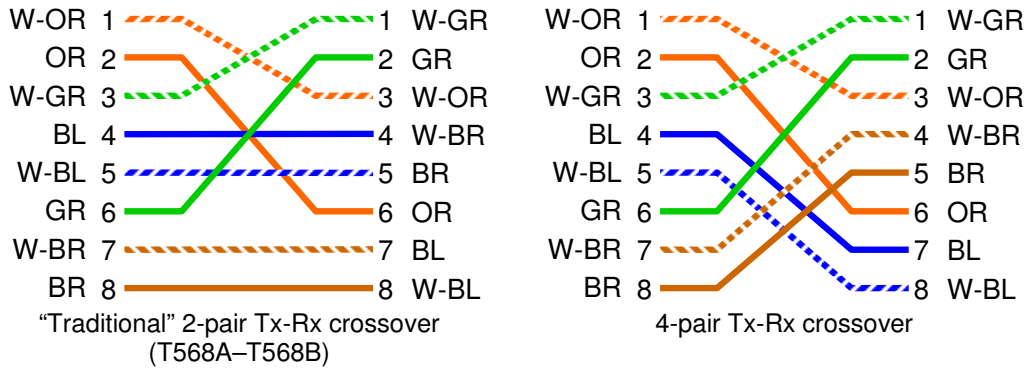 W-OR 1 1 W-GR
OR 2 2 GR
W-GR 3 3 W-OR
BL 4 4 W-BR
W-BL 5 5 BR
GR 6 6 OR
W-BR 7 7 BL
BR 8 8 W-BL
“Traditional” 2-pair Tx-Rx crossover
(T568A–T568B)
W-OR 1 1 W-GR
OR 2 2 GR
W-GR 3 3 W-OR
BL 4 4 W-BR
W-BL 5 5 BR
GR 6 6 OR
W-BR 7 7 BL
BR 8 8 W-BL
4-pair Tx-Rx crossover